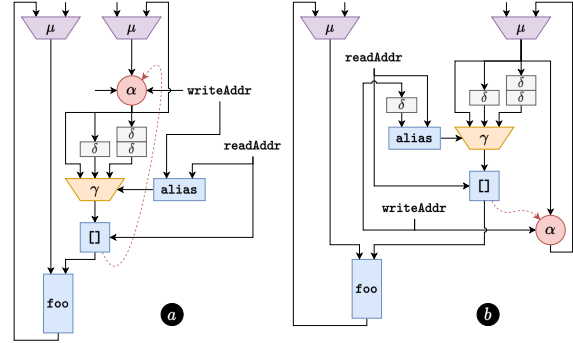 μ μ
α
writeAddr
readAddr
δ δ
δ
γ
alias
[]
foo
a
μ μ
readAddr
δ δ δ
δ
alias
γ
[]
writeAddr
α
foo
b